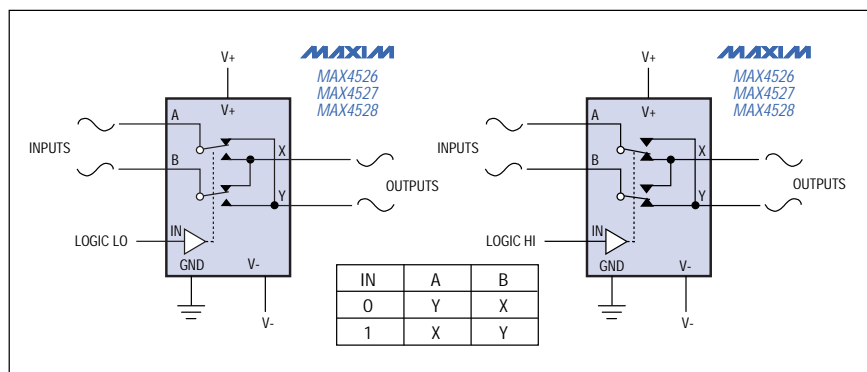 V+
MAXIM
MAX4526
MAX4527
MAX4528
V+
A
INPUTS
B
X
OUTPUTS
Y
IN
LOGIC LO
GND
V-
V-
V+
MAXIM
MAX4526
MAX4527
MAX4528
V+
A
INPUTS
B
X
OUTPUTS
Y
IN
LOGIC HI
GND
V-
V-
IN A B
0 Y X
1 X Y